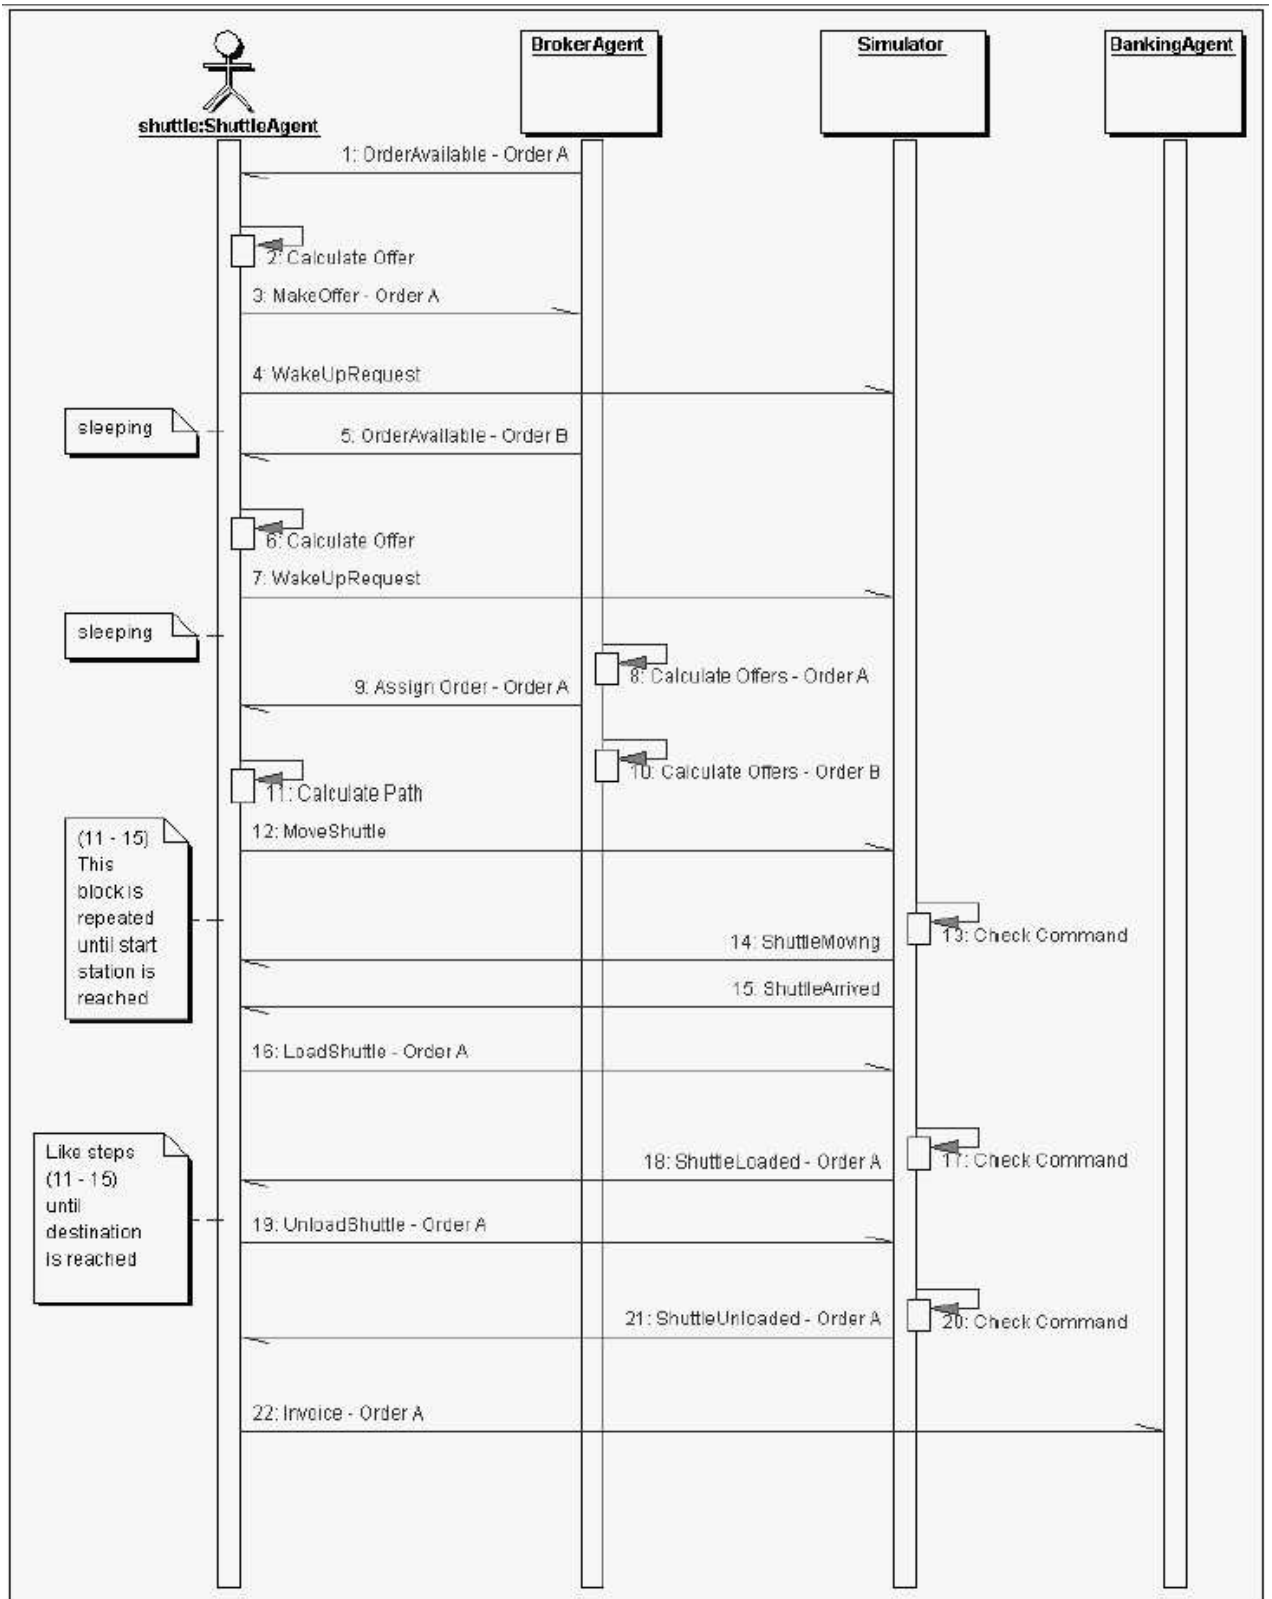 BrokerAgent
Simulator
BankingAgent
shuttle:ShuttleAgent
1: OrderAvailable - Order A
2: Calculate Offer
3: MakeOffer - Order A
4: WakeUpRequest
sleeping
5: OrderAvailable - Order B
6: Calculate Offer
7: WakeUpRequest
sleeping
8: Calculate Offers - Order A
9: Assign Order - Order A
10: Calculate Offers - Order B
11: Calculate Path
12: MoveShuttle
(11 - 15)
This
block is
repeated
until start
station is
reached
13: Check Command
14: ShuttleMoving
15: ShuttleArrived
16: LoadShuttle - Order A
17: Check Command
18: ShuttleLoaded - Order A
Like steps
(11 - 15)
until
destination
is reached
19: UnloadShuttle - Order A
20: Check Command
21: ShuttleUnloaded - Order A
22: Invoice - Order A